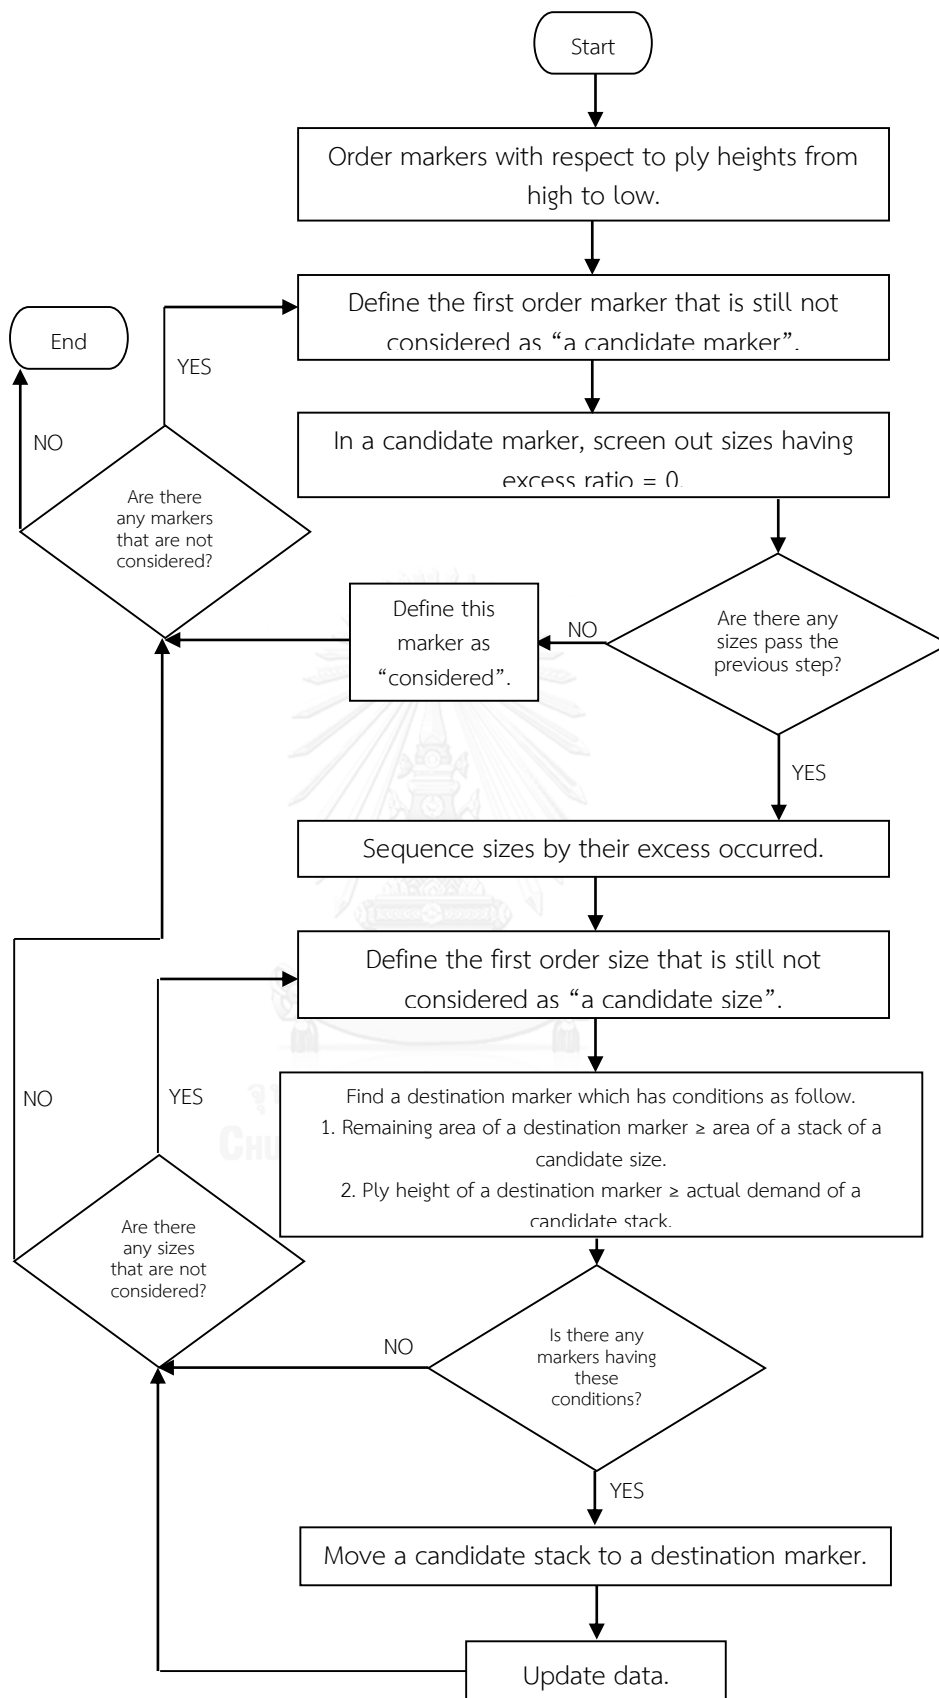 Start
Order markers with respect to ply heights from
high to low.
Define the first order marker that is still not
considered as “a candidate marker”.
End
YES
NO
In a candidate marker, screen out sizes having
excess ratio = 0.
Are there
any markers
that are not
considered?
Are there any
sizes pass the
previous step?
NO
Define this
marker as
“considered”.
YES
Sequence sizes by their excess occurred.
Define the first order size that is still not
considered as “a candidate size”.
NO
YES
Find a destination marker which has conditions as follow.
1. Remaining area of a destination marker ≥ area of a stack of a
candidate size.
2. Ply height of a destination marker ≥ actual demand of a
candidate stack.
Are there
any sizes
that are not
considered?
Is there any
markers having
these
conditions?
NO
YES
Move a candidate stack to a destination marker.
Update data.